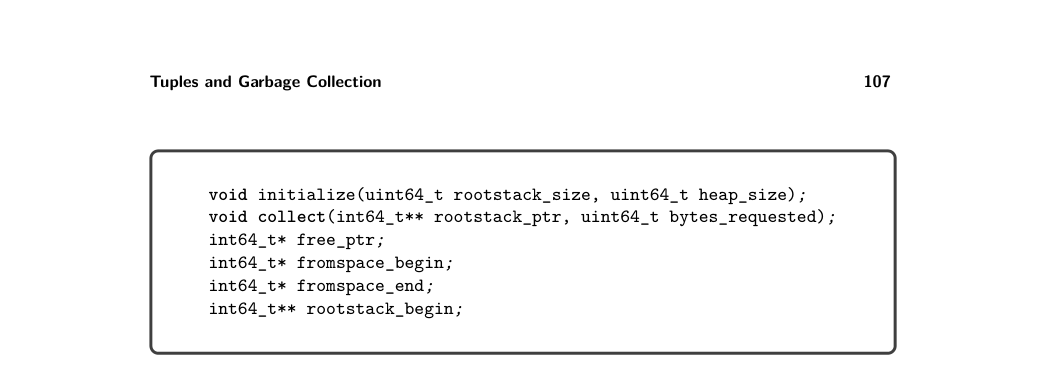 Tuples and Garbage Collection 107
void initialize(uint64_t rootstack_size, uint64_t heap_size);
void collect(int64_t** rootstack_ptr, uint64_t bytes_requested);
int64_t* free_ptr;
int64_t* fromspace_begin;
int64_t* fromspace_end;
int64_t** rootstack_begin;